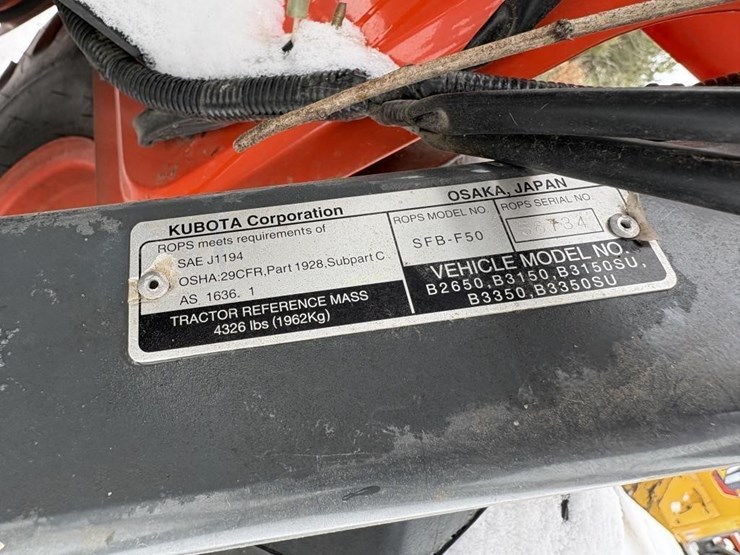 KUBOTA Corporation
OSAKA, JAPAN
ROPS meets requirements of
SAE J1194
OSHA:29CFR,Part 1928,Subpart C
AS 1636. 1
TRACTOR REFERENCE MASS
4326 lbs (1962Kg)
ROPS MODEL NO.
SFB-F50
ROPS SERIAL NO.
VEHICLE MODEL NO.
B2650,B3150,B3150SU,
B3350,B3350SU